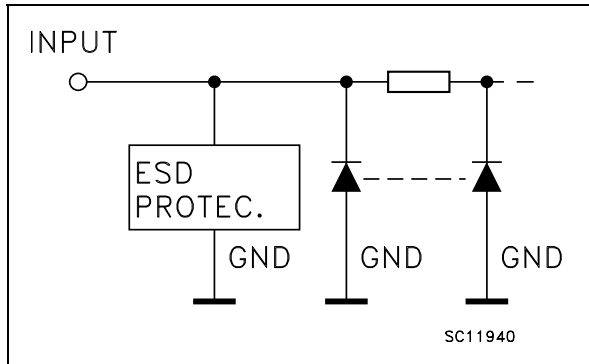 INPUT
ESD
PROTEC.
GND
GND
GND
SC11940